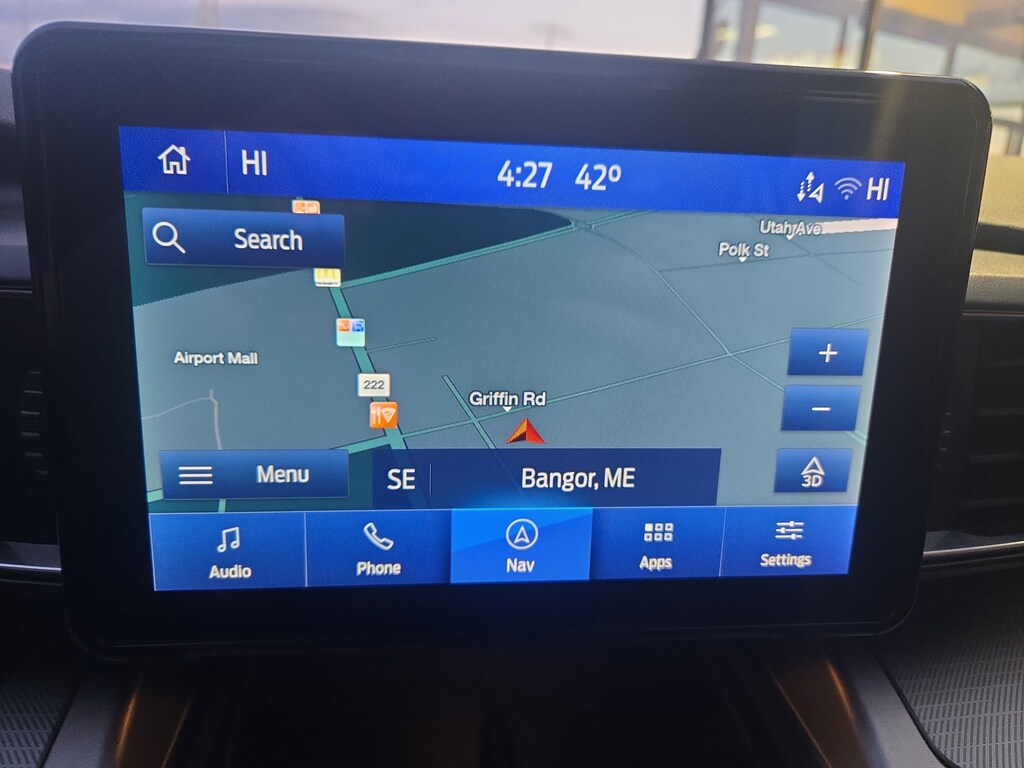 HI
4:27 42°
HI
Search
Utah Ave
Polk St
Airport Mall
222
Griffin Rd
+
−
Menu
SE
Bangor, ME
3D
Audio
Phone
Nav
Apps
Settings